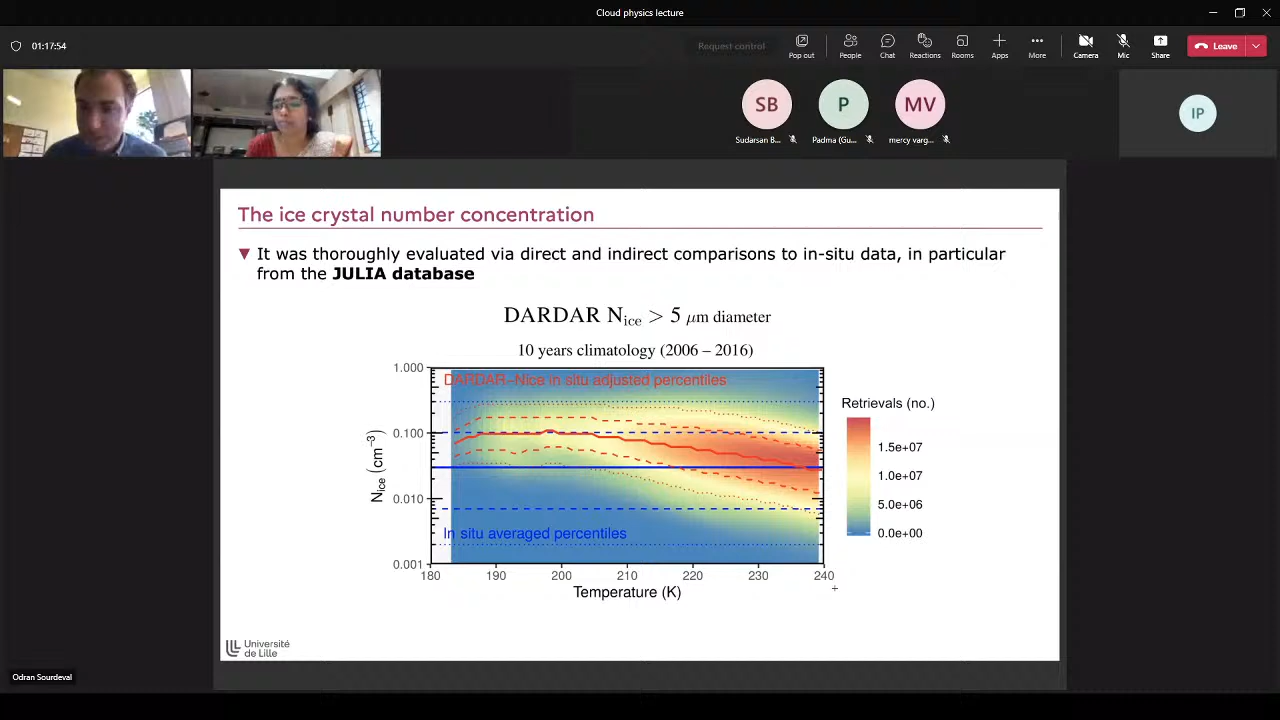 Cloud physics lecture
01:17:54
Request control
Pop out
People
Chat
Reactions
Rooms
Apps
More
Camera
Mic
Share
Leave
SB
P
MV
IP
Sudarsan B...
Padma (Gu...
mercy varg...
The ice crystal number concentration
It was thoroughly evaluated via direct and indirect comparisons to in-situ data, in particular
from the JULIA database
DARDAR Nice > 5 μm diameter
10 years climatology (2006 – 2016)
DARDAR-Nice in situ adjusted percentiles
In situ averaged percentiles
1.000
0.100
0.010
0.001
Nice (cm−3)
180 190 200 210 220 230 240
Temperature (K)
Retrievals (no.)
1.5e+07
1.0e+07
5.0e+06
0.0e+00
Université
de Lille
Odran Sourdeval